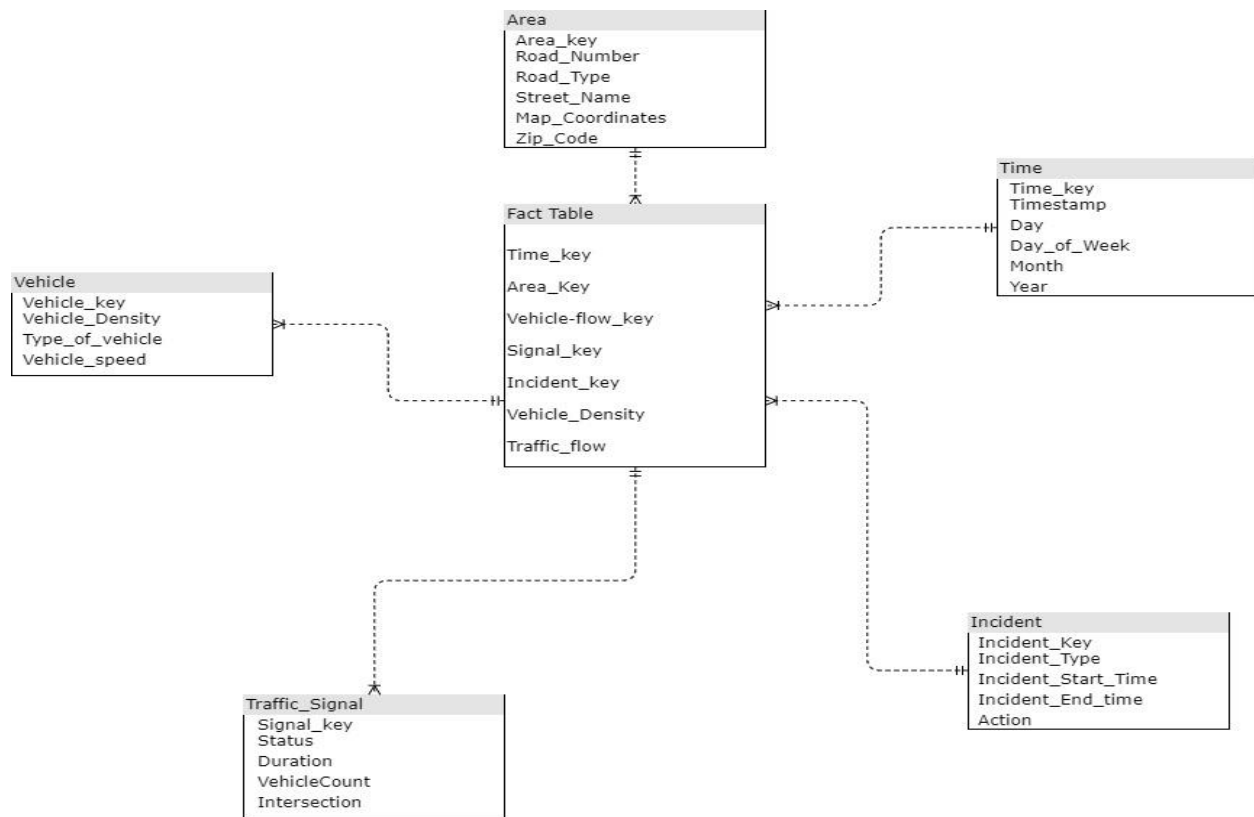 Area
Area_key
Road_Number
Road_Type
Street_Name
Map_Coordinates
Zip_Code
Time
Time_key
Timestamp
Day
Day_of_Week
Month
Year
Fact Table
Time_key
Area_Key
Vehicle-flow_key
Signal_key
Incident_key
Vehicle_Density
Traffic_flow
Vehicle
Vehicle_key
Vehicle_Density
Type_of_vehicle
Vehicle_speed
Incident
Incident_Key
Incident_Type
Incident_Start_Time
Incident_End_time
Action
Traffic_Signal
Signal_key
Status
Duration
VehicleCount
Intersection